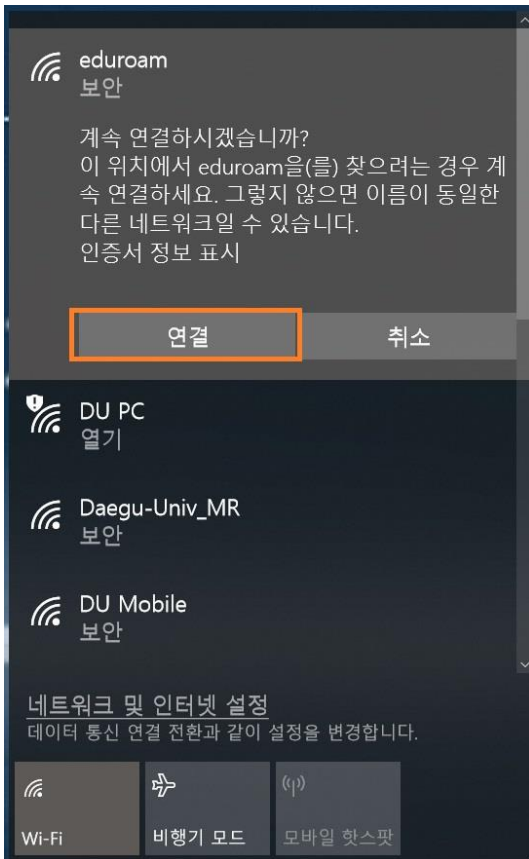 eduroam
보안
계속 연결하시겠습니까?
이 위치에서 eduroam을(를) 찾으려는 경우 계
속 연결하세요. 그렇지 않으면 이름이 동일한
다른 네트워크일 수 있습니다.
인증서 정보 표시
연결 취소
DU PC
열기
Daegu-Univ_MR
보안
DU Mobile
보안
네트워크 및 인터넷 설정
데이터 통신 연결 전환과 같이 설정을 변경합니다.
Wi-Fi 비행기 모드 모바일 핫스팟